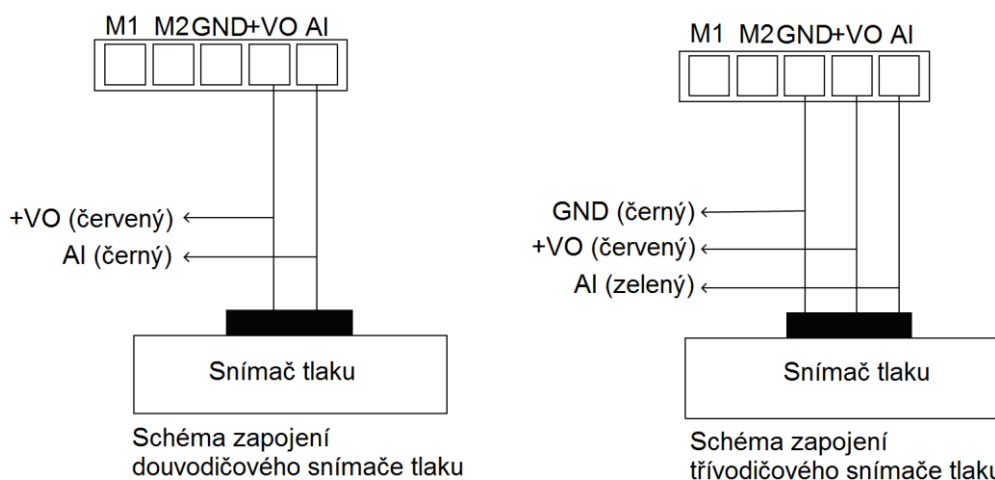 M1 M2 GND +VO AI
+VO (červený)
AI (černý)
Snímač tlaku
Schéma zapojení
douvodičového snímače tlaku
M1 M2 GND +VO AI
GND (černý)
+VO (červený)
AI (zelený)
Snímač tlaku
Schéma zapojení
třívodičového snímače tlaku